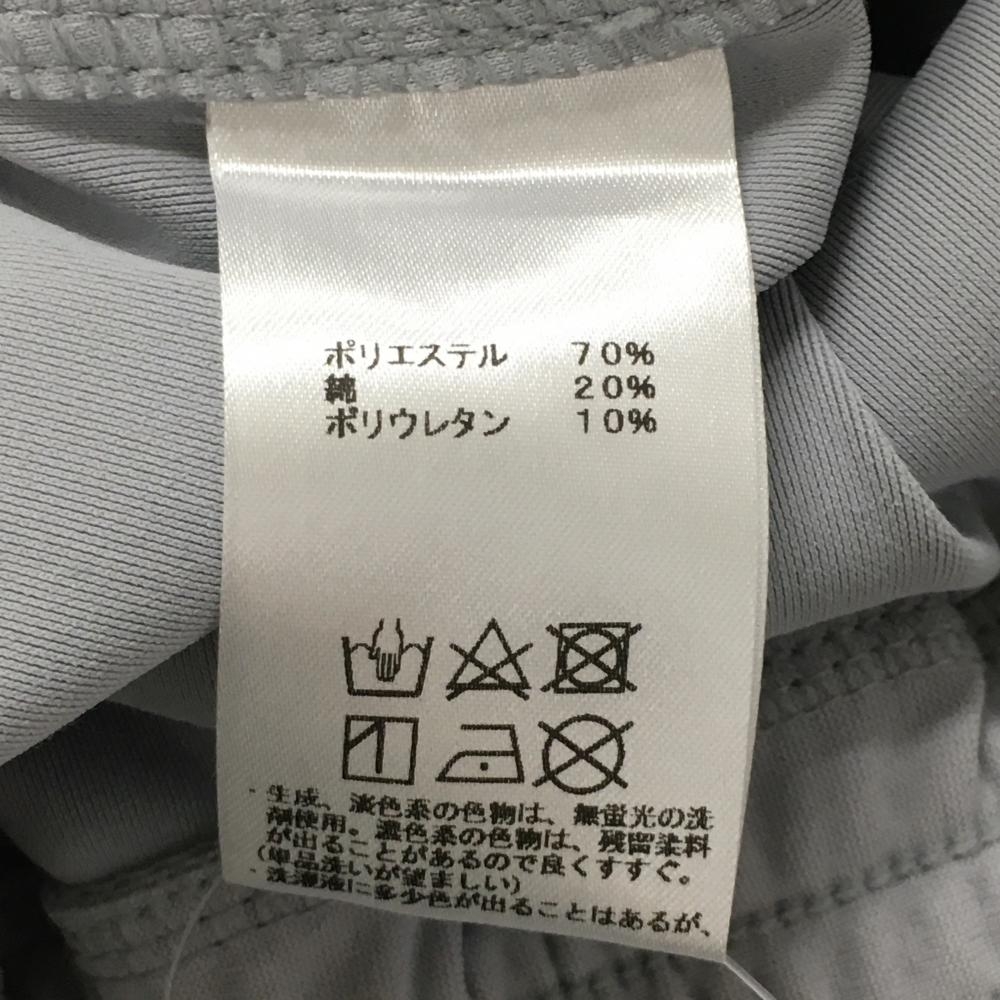 ポリエステル 70%
綿 20%
ポリウレタン 10%
・生成、淡色系の色物は、無蛍光の洗
剤使用。濃色系の色物は、残留染料
が出ることがあるので良くすすぐ。
(単品洗いが望ましい)
・洗濯液に多少色が出ることはあるが、